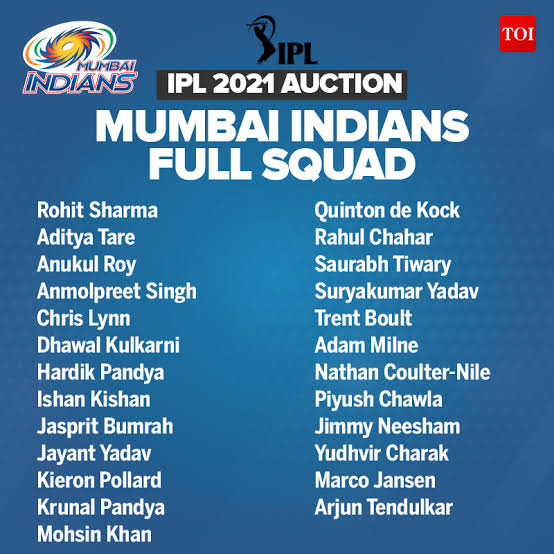 MUMBAI
INDIANS
IPL
TOI
IPL 2021 AUCTION
MUMBAI INDIANS
FULL SQUAD
Rohit Sharma
Aditya Tare
Anukul Roy
Anmolpreet Singh
Chris Lynn
Dhawal Kulkarni
Hardik Pandya
Ishan Kishan
Jasprit Bumrah
Jayant Yadav
Kieron Pollard
Krunal Pandya
Mohsin Khan
Quinton de Kock
Rahul Chahar
Saurabh Tiwary
Suryakumar Yadav
Trent Boult
Adam Milne
Nathan Coulter-Nile
Piyush Chawla
Jimmy Neesham
Yudhvir Charak
Marco Jansen
Arjun Tendulkar